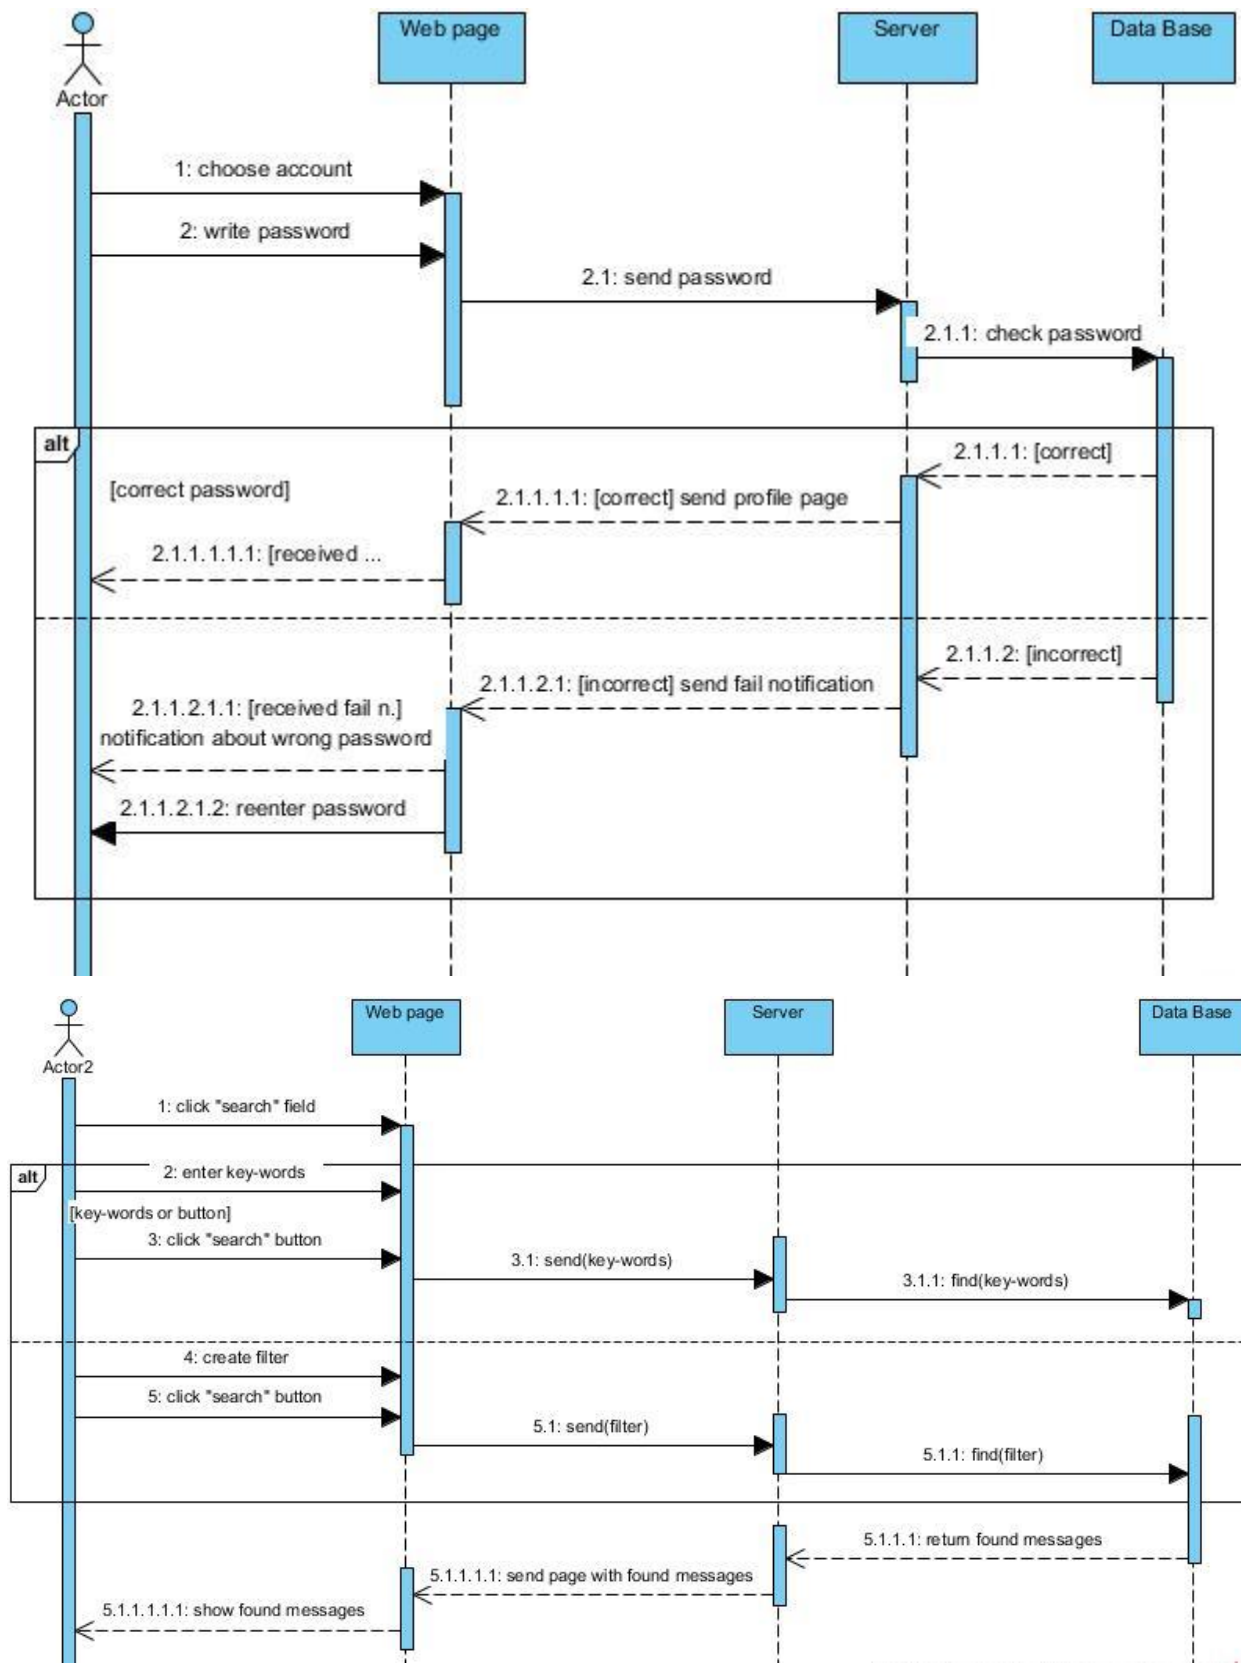 Web page
Server
Data Base
Actor
1: choose account
2: write password
2.1: send password
2.1.1: check password
alt
2.1.1.1: [correct]
[correct password]
2.1.1.1.1: [correct] send profile page
2.1.1.1.1.1: [received ...
2.1.1.2: [incorrect]
2.1.1.2.1: [incorrect] send fail notification
2.1.1.2.1.1: [received fail n.]
notification about wrong password
2.1.1.2.1.2: reenter password
Web page
Server
Data Base
Actor2
1: click "search" field
alt
2: enter key-words
[key-words or button]
3: click "search" button
3.1: send(key-words)
3.1.1: find(key-words)
4: create filter
5: click "search" button
5.1: send(filter)
5.1.1: find(filter)
5.1.1.1: return found messages
5.1.1.1.1: send page with found messages
5.1.1.1.1.1: show found messages